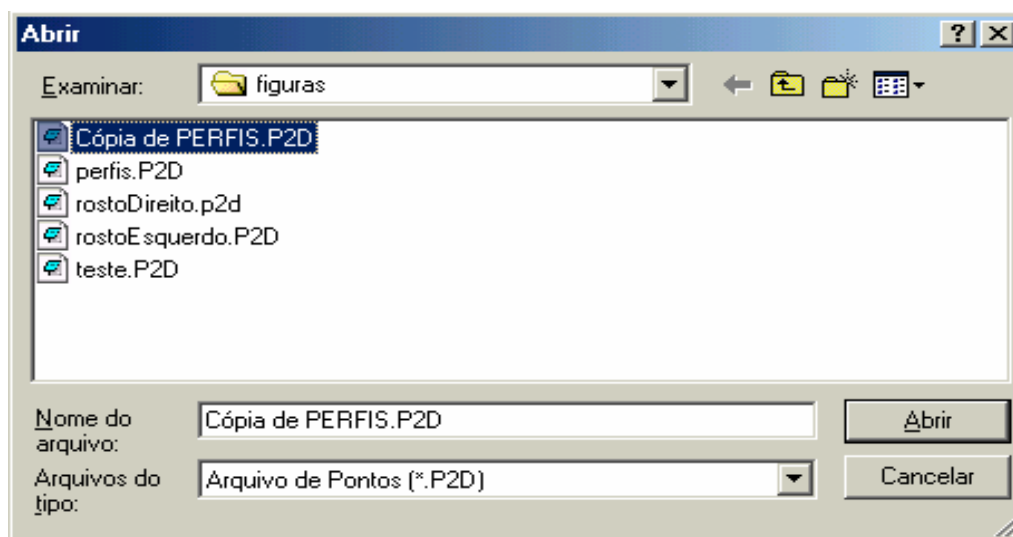 Abrir
Examinar:
figuras
Cópia de PERFIS.P2D
perfis.P2D
rostoDireito.p2d
rostoEsquerdo.P2D
teste.P2D
Nome do
arquivo:
Cópia de PERFIS.P2D
Abrir
Arquivos do
tipo:
Arquivo de Pontos (*.P2D)
Cancelar